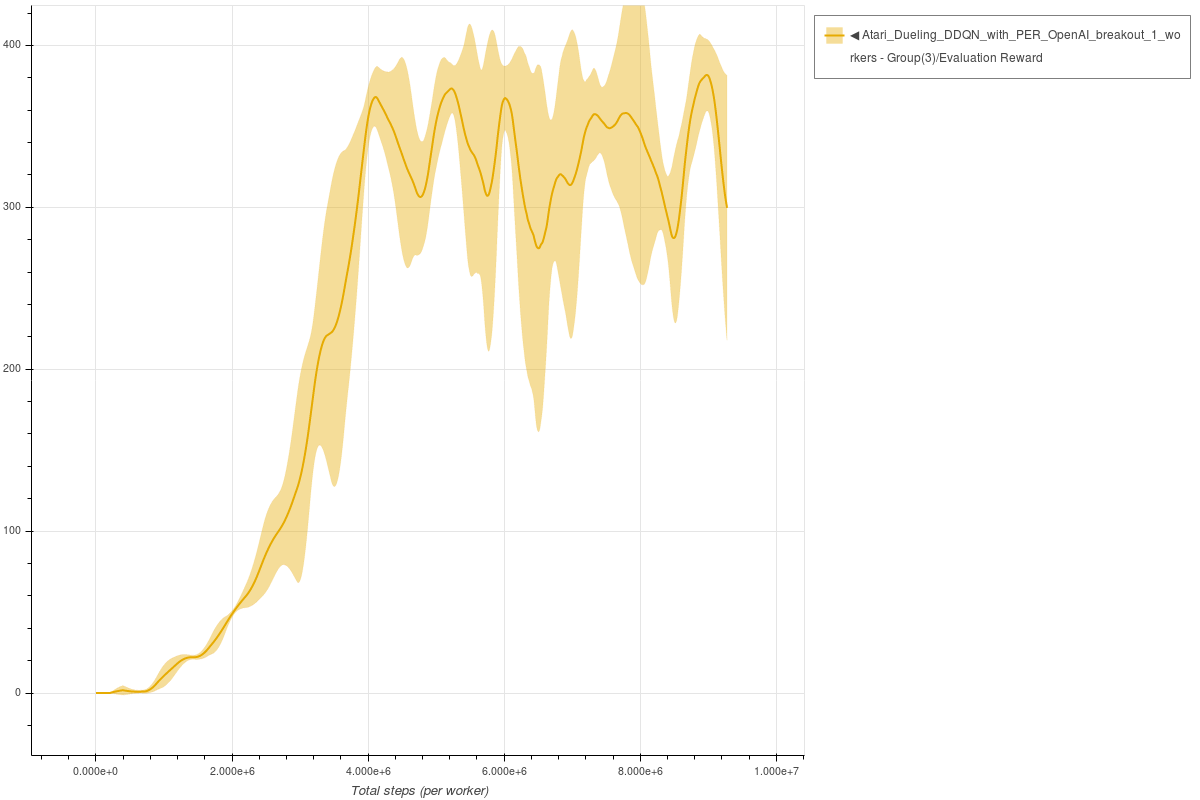 ◀ Atari_Dueling_DDQN_with_PER_OpenAI_breakout_1_wo
rkers - Group(3)/Evaluation Reward
400
300
200
100
0
0.000e+0 2.000e+6 4.000e+6 6.000e+6 8.000e+6 1.000e+7
Total steps (per worker)